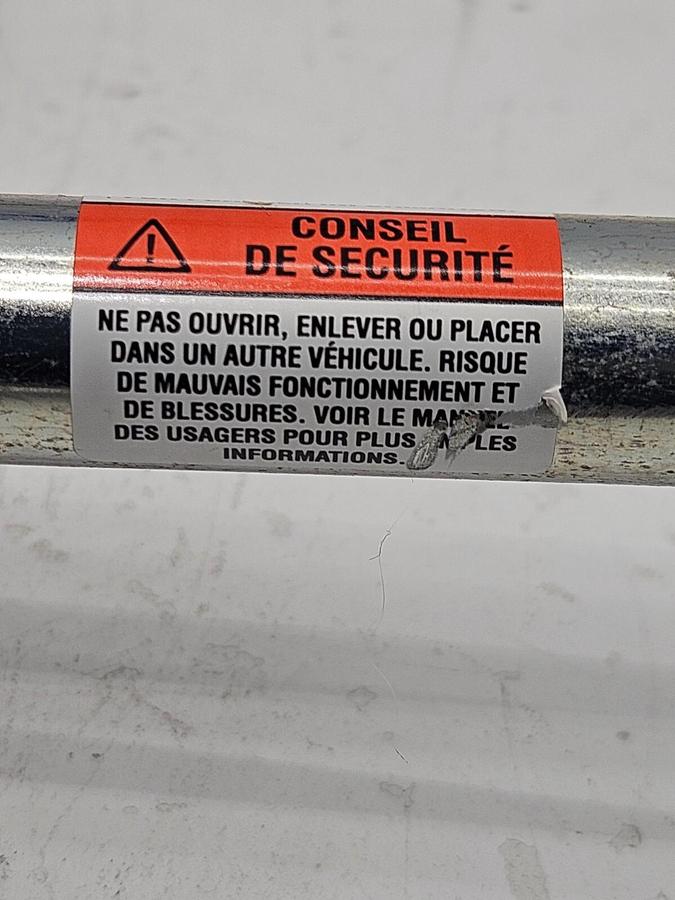 CONSEIL
DE SECURITÉ
NE PAS OUVRIR, ENLEVER OU PLACER
DANS UN AUTRE VÉHICULE. RISQUE
DE MAUVAIS FONCTIONNEMENT ET
DE BLESSURES. VOIR LE
DES USAGERS POUR PLUS
INFORMATIONS.